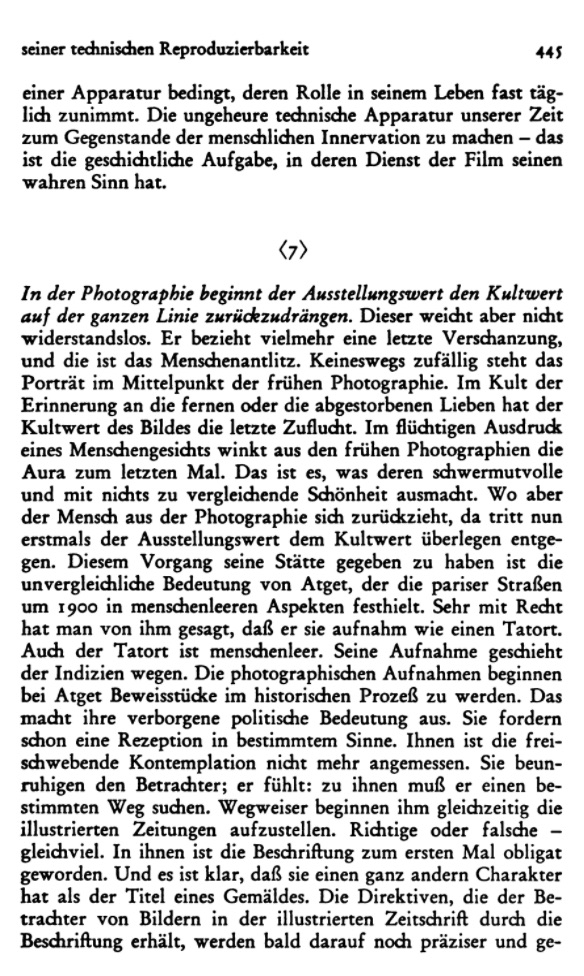 seiner technischen Reproduzierbarkeit 445
einer Apparatur bedingt, deren Rolle in seinem Leben fast täg-
lich zunimmt. Die ungeheure technische Apparatur unserer Zeit
zum Gegenstande der menschlichen Innervation zu machen – das
ist die geschichtliche Aufgabe, in deren Dienst der Film seinen
wahren Sinn hat.
⟨7⟩
In der Photographie beginnt der Ausstellungswert den Kultwert
auf der ganzen Linie zurückzudrängen. Dieser weicht aber nicht
widerstandslos. Er bezieht vielmehr eine letzte Verschanzung,
und die ist das Menschenantlitz. Keineswegs zufällig steht das
Porträt im Mittelpunkt der frühen Photographie. Im Kult der
Erinnerung an die fernen oder die abgestorbenen Lieben hat der
Kultwert des Bildes die letzte Zuflucht. Im flüchtigen Ausdruck
eines Menschengesichts winkt aus den frühen Photographien die
Aura zum letzten Mal. Das ist es, was deren schwermutvolle
und mit nichts zu vergleichende Schönheit ausmacht. Wo aber
der Mensch aus der Photographie sich zurückzieht, da tritt nun
erstmals der Ausstellungswert dem Kultwert überlegen entge-
gen. Diesem Vorgang seine Stätte gegeben zu haben ist die
unvergleichliche Bedeutung von Atget, der die pariser Straßen
um 1900 in menschenleeren Aspekten festhielt. Sehr mit Recht
hat man von ihm gesagt, daß er sie aufnahm wie einen Tatort.
Auch der Tatort ist menschenleer. Seine Aufnahme geschieht
der Indizien wegen. Die photographischen Aufnahmen beginnen
bei Atget Beweisstücke im historischen Prozeß zu werden. Das
macht ihre verborgene politische Bedeutung aus. Sie fordern
schon eine Rezeption in bestimmtem Sinne. Ihnen ist die frei-
schwebende Kontemplation nicht mehr angemessen. Sie beun-
ruhigen den Betrachter; er fühlt: zu ihnen muß er einen be-
stimmten Weg suchen. Wegweiser beginnen ihm gleichzeitig die
illustrierten Zeitungen aufzustellen. Richtige oder falsche –
gleichviel. In ihnen ist die Beschriftung zum ersten Mal obligat
geworden. Und es ist klar, daß sie einen ganz andern Charakter
hat als der Titel eines Gemäldes. Die Direktiven, die der Be-
trachter von Bildern in der illustrierten Zeitschrift durch die
Beschriftung erhält, werden bald darauf noch präziser und ge-